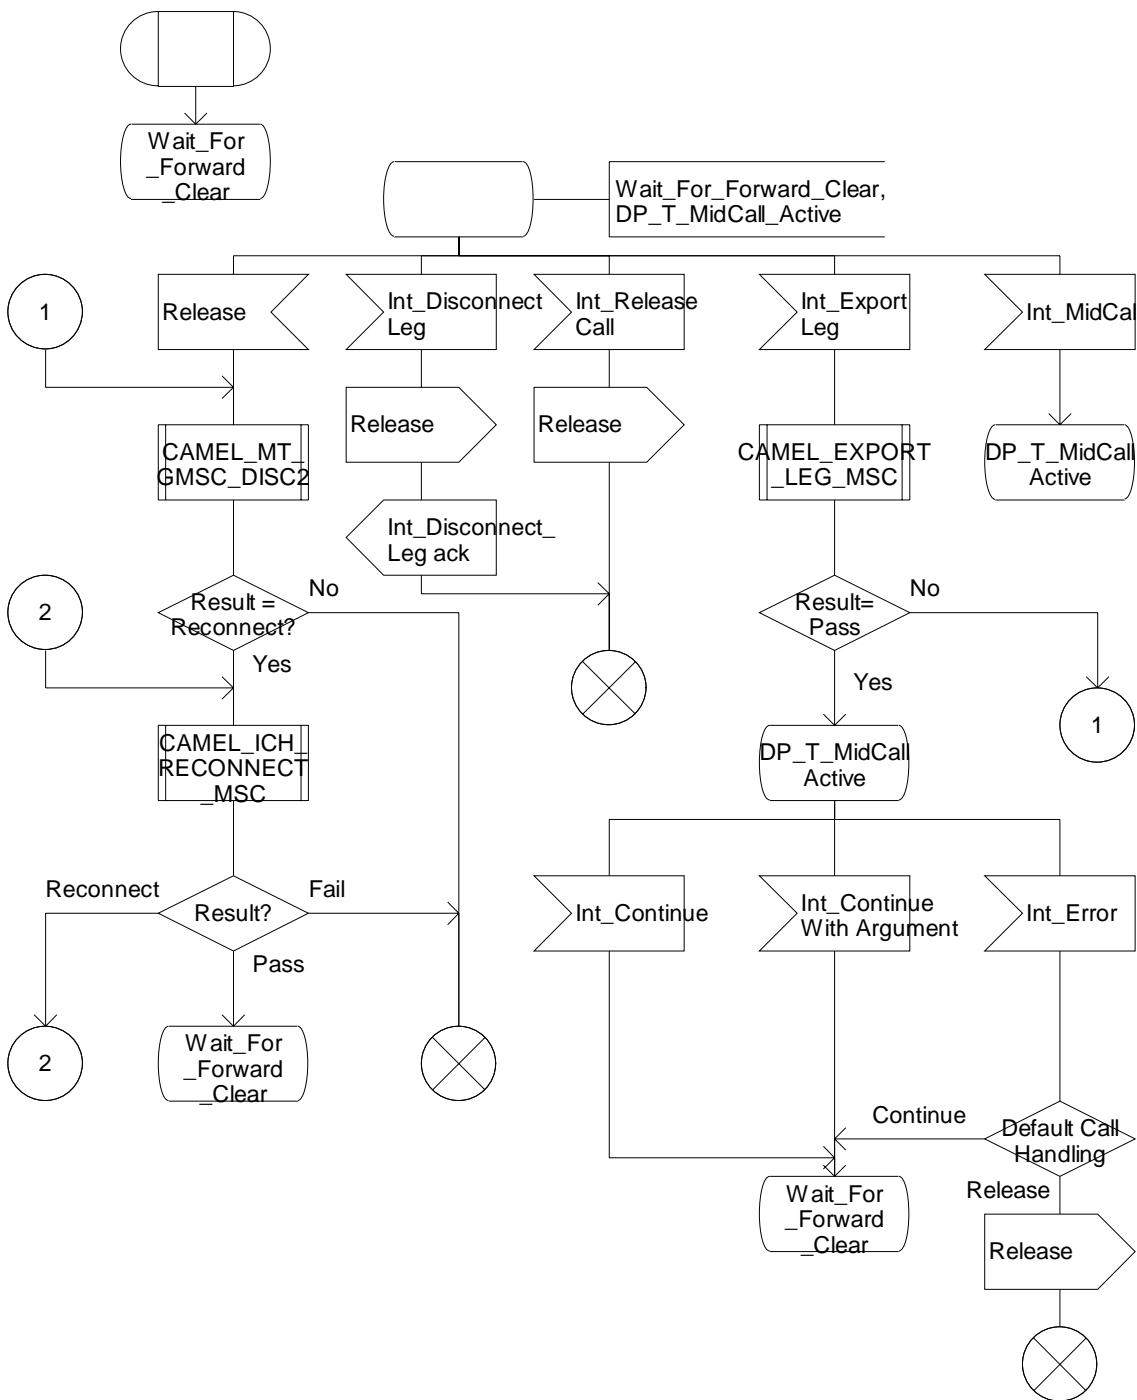 Wait_For
_Forward
_Clear
Wait_For_Forward_Clear,
DP_T_MidCall_Active
1
Release
Int_Disconnect
Leg
Int_Release
Call
Int_Export
Leg
Int_MidCal
Release
Release
CAMEL_MT_
GMSC_DISC2
CAMEL_EXPORT
_LEG_MSC
DP_T_MidCall
Active
Int_Disconnect_
Leg ack
2
Result =
Reconnect?
No
Yes
Result=
Pass
No
Yes
1
CAMEL_ICH_
RECONNECT
_MSC
DP_T_MidCall
Active
Reconnect
Result?
Fail
Pass
Int_Continue
Int_Continue
With Argument
Int_Error
2
Wait_For
_Forward
_Clear
Continue
Default Call
Handling
Release
Wait_For
_Forward
_Clear
Release